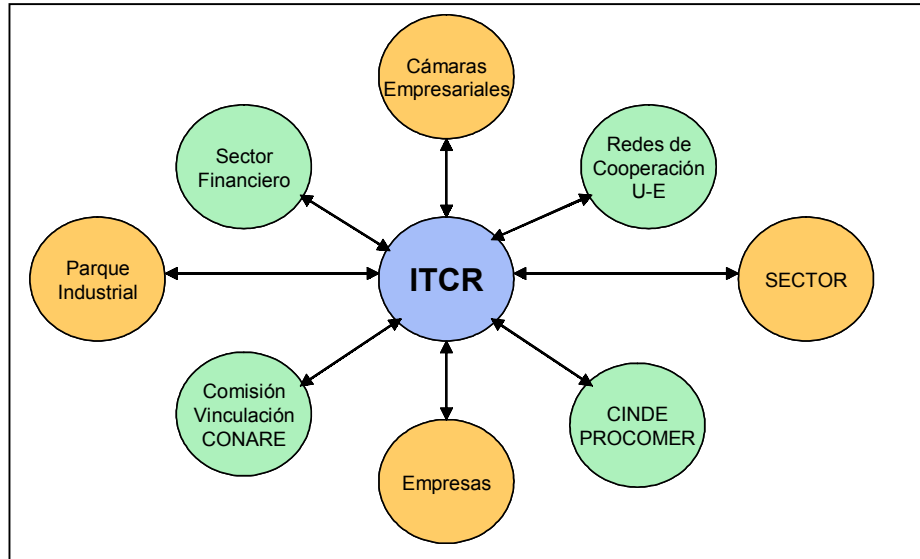 Cámaras
Empresariales
Sector
Financiero
Redes de
Cooperación
U-E
Parque
Industrial
ITCR
SECTOR
Comisión
Vinculación
CONARE
CINDE
PROCOMER
Empresas